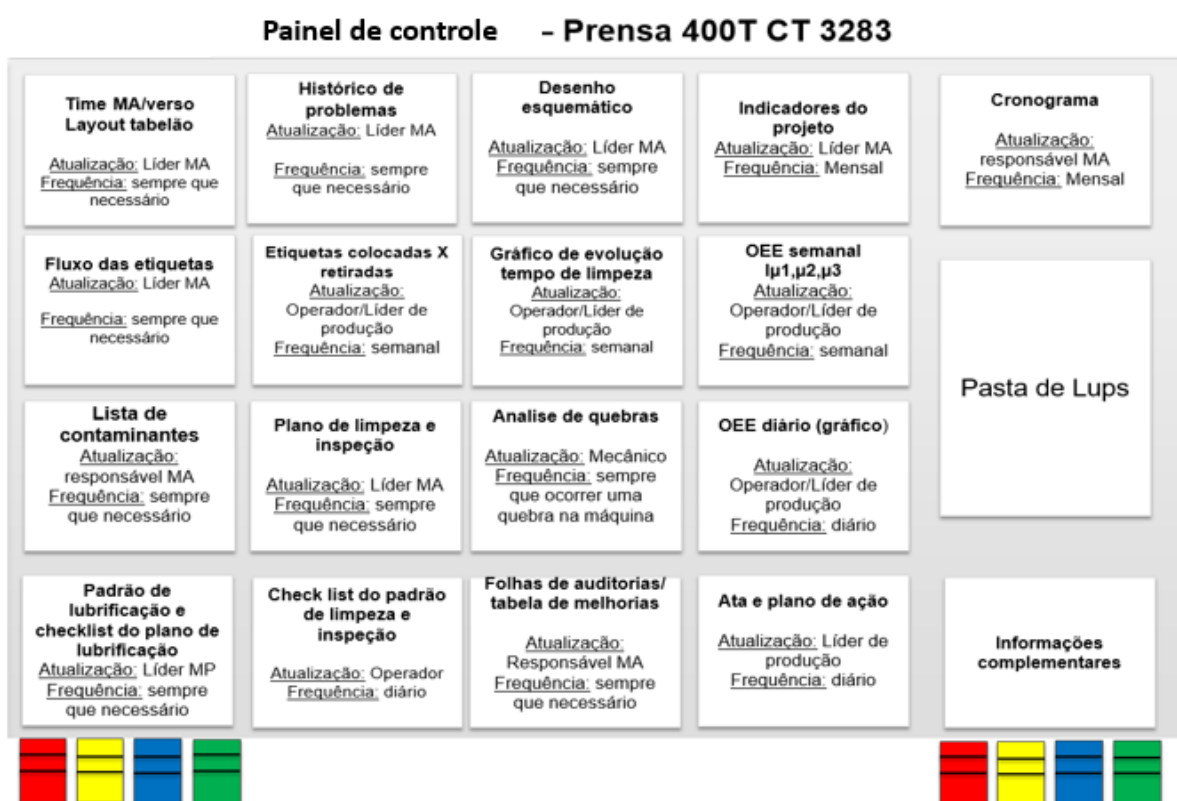 Painel de controle - Prensa 400T CT 3283
Time MA/verso
Layout tabelão
Atualização: Líder MA
Frequência: sempre que
necessário
Histórico de
problemas
Atualização: Líder MA
Frequência: sempre
que necessário
Desenho
esquemático
Atualização: Líder MA
Frequência: sempre
que necessário
Indicadores do
projeto
Atualização: Líder MA
Frequência: Mensal
Cronograma
Atualização:
responsável MA
Frequência: Mensal
Fluxo das etiquetas
Atualização: Líder MA
Frequência: sempre que
necessário
Etiquetas colocadas X
retiradas
Atualização:
Operador/Líder de
produção
Frequência: semanal
Gráfico de evolução
tempo de limpeza
Atualização:
Operador/Líder de
produção
Frequência: semanal
OEE semanal
lµ1,µ2,µ3
Atualização:
Operador/Líder de
produção
Frequência: semanal
Pasta de Lups
Lista de
contaminantes
Atualização:
responsável MA
Frequência: sempre
que necessário
Plano de limpeza e
inspeção
Atualização: Líder MA
Frequência: sempre
que necessário
Analise de quebras
Atualização: Mecânico
Frequência: sempre
que ocorrer uma
quebra na máquina
OEE diário (gráfico)
Atualização:
Operador/Líder de
produção
Frequência: diário
Padrão de
lubrificação e
checklist do plano de
lubrificação
Atualização: Líder MP
Frequência: sempre
que necessário
Check list do padrão
de limpeza e
inspeção
Atualização: Operador
Frequência: diário
Folhas de auditorias/
tabela de melhorias
Atualização:
Responsável MA
Frequência: sempre
que necessário
Ata e plano de ação
Atualização: Líder de
produção
Frequência: diário
Informações
complementares